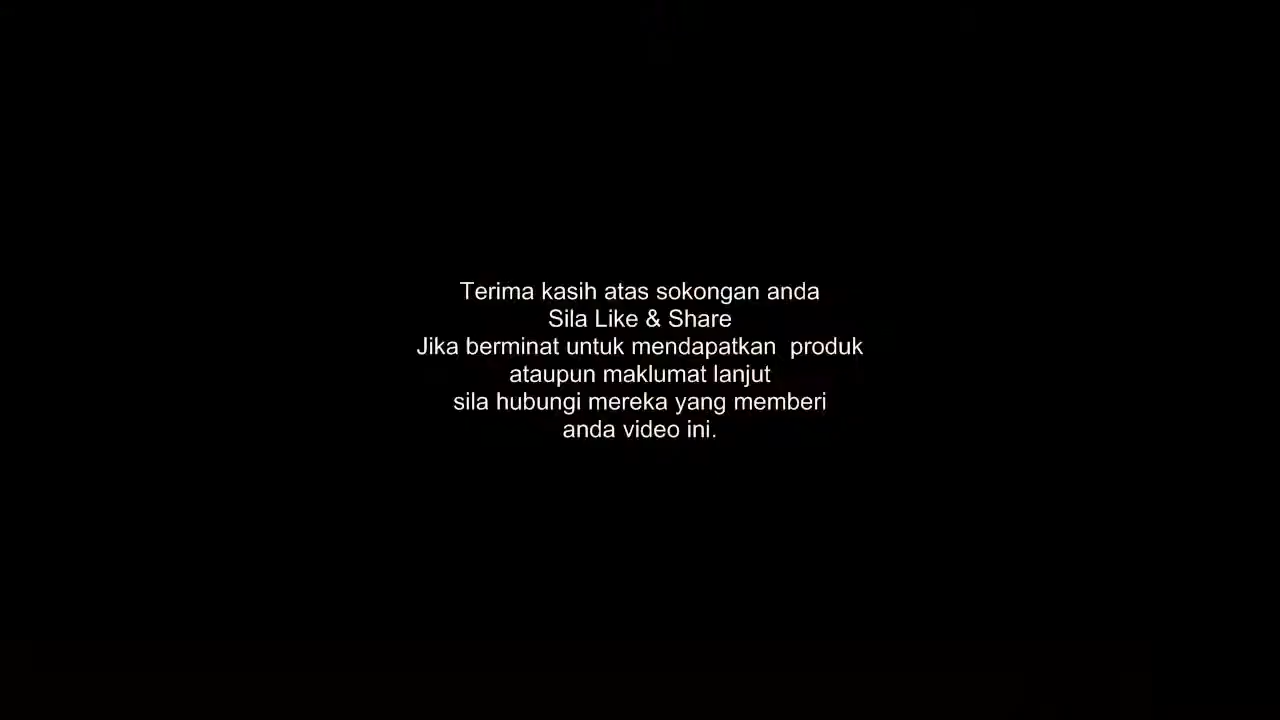 Terima kasih atas sokongan anda
Sila Like & Share
Jika berminat untuk mendapatkan  produk
ataupun maklumat lanjut
sila hubungi mereka yang memberi
anda video ini.